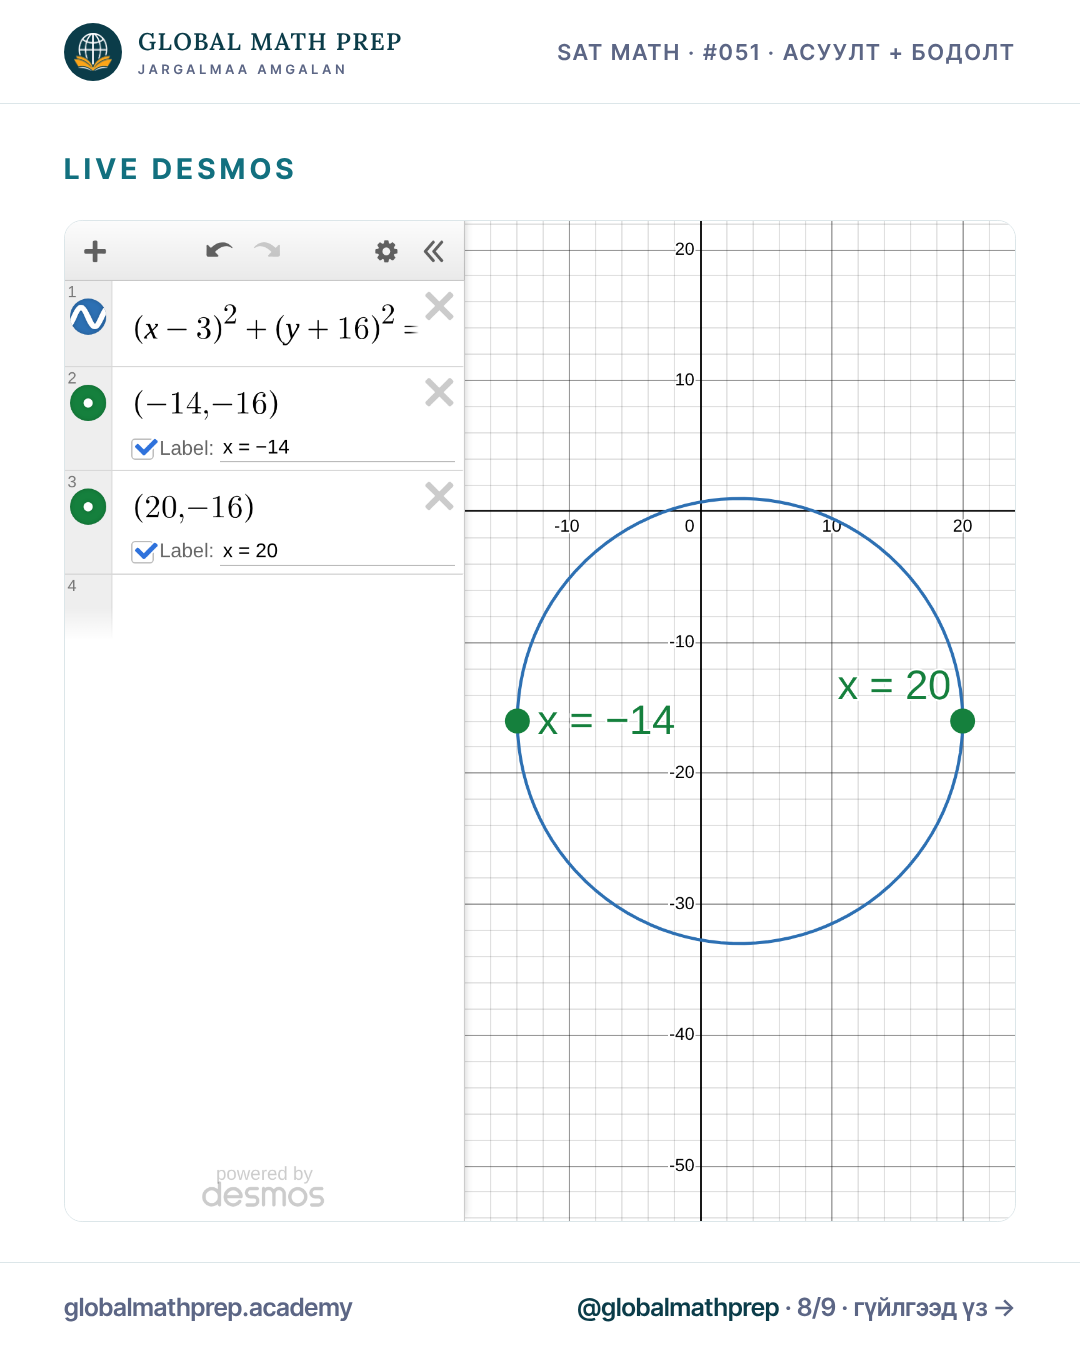 GLOBAL MATH PREP
JARGALMAA AMGALAN
SAT MATH · #051 · АСУУЛТ + БОДОЛТ
LIVE DESMOS
1
(x − 3)² + (y + 16)² =
2
(−14,−16)
Label: x = −14
3
(20,−16)
Label: x = 20
4
powered by
desmos
20
10
-10
0
10
20
-10
x = 20
x = −14
-20
-30
-40
-50
globalmathprep.academy
@globalmathprep · 8/9 · гүйлгээд үз →